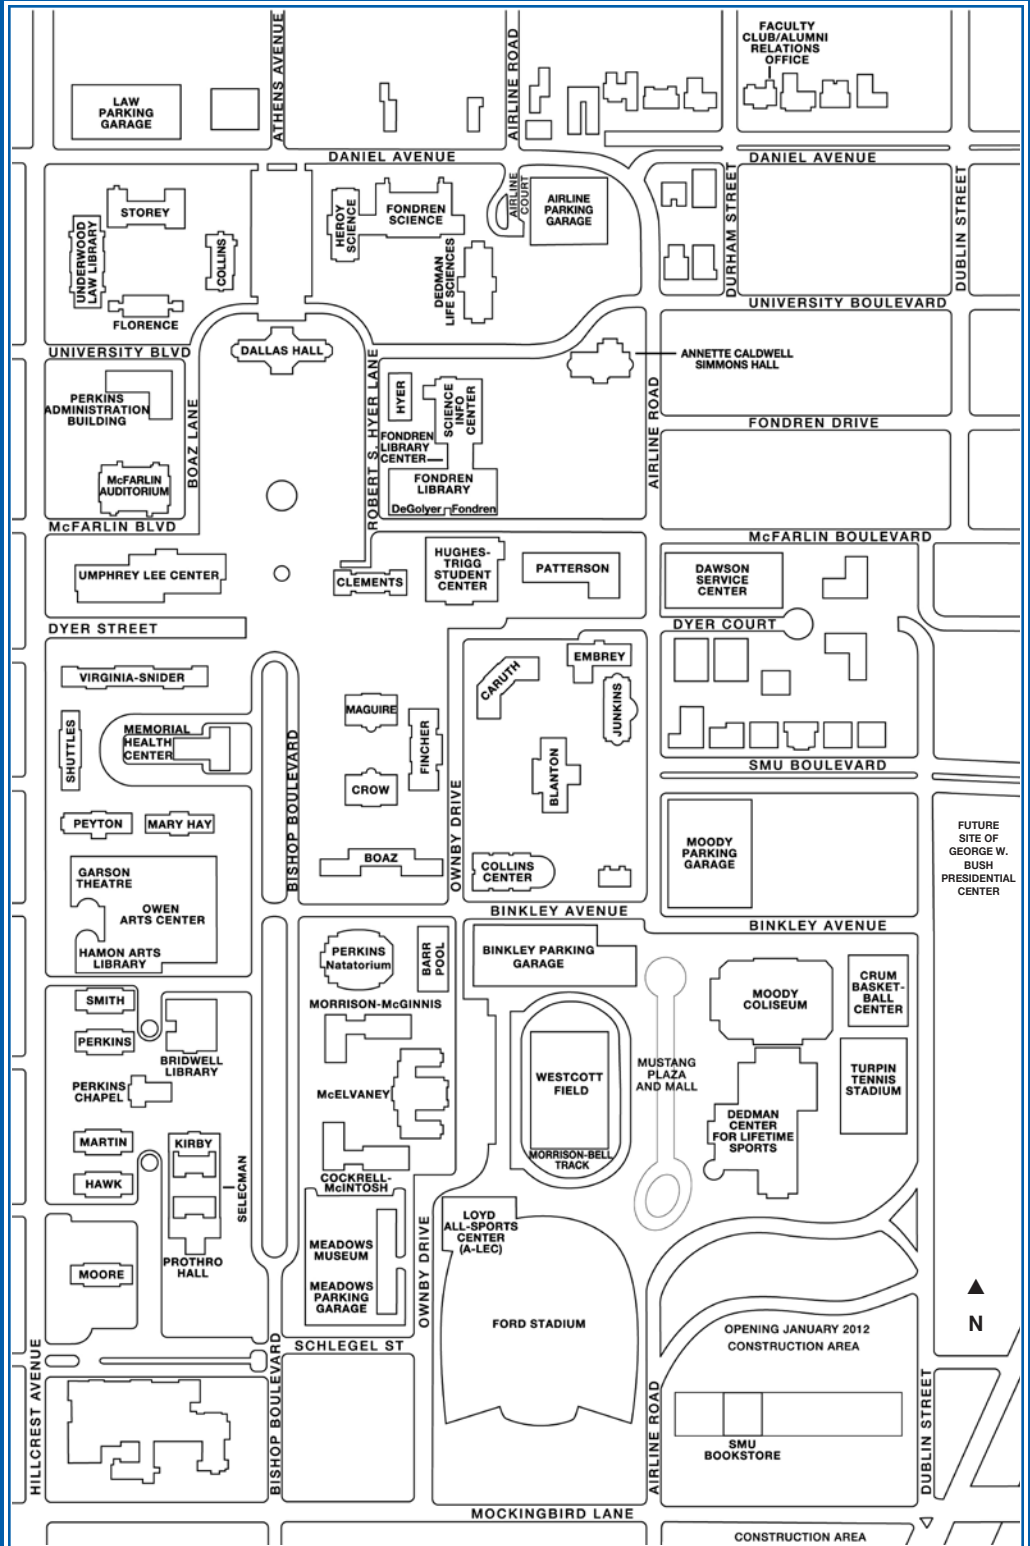 FACULTY
CLUB/ALUMNI
RELATIONS
OFFICE
LAW
PARKING
GARAGE
ATHENS AVENUE
AIRLINE ROAD
DANIEL AVENUE
DANIEL AVENUE
STOREY
UNDERWOOD
LAW LIBRARY
COLLINS
FLORENCE
HEROY
SCIENCE
FONDREN
SCIENCE
DEDMAN
LIFE SCIENCES
AIRLINE
COURT
AIRLINE
PARKING
GARAGE
DURHAM STREET
DUBLIN STREET
UNIVERSITY BOULEVARD
UNIVERSITY BLVD
DALLAS HALL
ANNETTE CALDWELL
SIMMONS HALL
PERKINS
ADMINISTRATION
BUILDING
BOAZ LANE
ROBERT S. HYER LANE
HYER
SCIENCE
INFO
CENTER
FONDREN
LIBRARY
CENTER
FONDREN
LIBRARY
DeGolyer
Fondren
AIRLINE ROAD
FONDREN DRIVE
McFARLIN
AUDITORIUM
McFARLIN BLVD
McFARLIN BOULEVARD
UMPHREY LEE CENTER
CLEMENTS
HUGHES-
TRIGG
STUDENT
CENTER
PATTERSON
DAWSON
SERVICE
CENTER
DYER STREET
DYER COURT
VIRGINIA-SNIDER
SHUTTLES
MEMORIAL
HEALTH
CENTER
BISHOP BOULEVARD
MAGUIRE
FINCHER
CROW
OWNBY DRIVE
CARUTH
EMBREY
JUNKINS
BLANTON
SMU BOULEVARD
PEYTON
MARY HAY
BOAZ
COLLINS
CENTER
MOODY
PARKING
GARAGE
FUTURE
SITE OF
GEORGE W.
BUSH
PRESIDENTIAL
CENTER
GARSON
THEATRE
OWEN
ARTS CENTER
HAMON ARTS
LIBRARY
BINKLEY AVENUE
BINKLEY AVENUE
PERKINS
Natatorium
BARR
POOL
BINKLEY PARKING
GARAGE
MOODY
COLISEUM
CRUM
BASKET-
BALL
CENTER
SMITH
PERKINS
BRIDWELL
LIBRARY
PERKINS
CHAPEL
MORRISON-McGINNIS
McELVANEY
WESTCOTT
FIELD
MUSTANG
PLAZA
AND MALL
TURPIN
TENNIS
STADIUM
DEDMAN
CENTER
FOR LIFETIME
SPORTS
MORRISON-BELL
TRACK
MARTIN
HAWK
KIRBY
SELECMAN
PROTHRO
HALL
COCKRELL-
McINTOSH
MOORE
MEADOWS
MUSEUM
MEADOWS
PARKING
GARAGE
OWNBY DRIVE
LOYD
ALL-SPORTS
CENTER
(A-LEC)
FORD STADIUM
N
OPENING JANUARY 2012
CONSTRUCTION AREA
SCHLEGEL ST
HILLCREST AVENUE
BISHOP BOULEVARD
AIRLINE ROAD
SMU
BOOKSTORE
DUBLIN STREET
MOCKINGBIRD LANE
CONSTRUCTION AREA